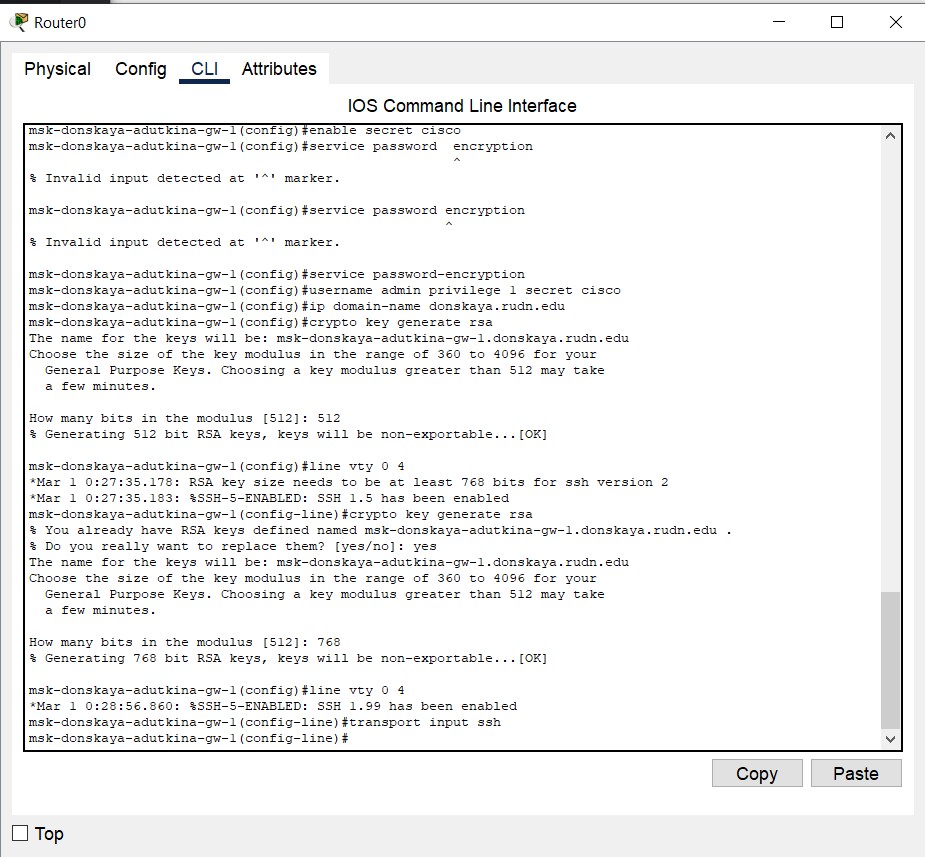 Router0
Physical Config CLI Attributes
IOS Command Line Interface
msk-donskaya-adutkina-gw-1(config)#enable secret cisco
msk-donskaya-adutkina-gw-1(config)#service password  encryption
^
% Invalid input detected at '^' marker.
msk-donskaya-adutkina-gw-1(config)#service password encryption
^
% Invalid input detected at '^' marker.
msk-donskaya-adutkina-gw-1(config)#service password-encryption
msk-donskaya-adutkina-gw-1(config)#username admin privilege 1 secret cisco
msk-donskaya-adutkina-gw-1(config)#ip domain-name donskaya.rudn.edu
msk-donskaya-adutkina-gw-1(config)#crypto key generate rsa
The name for the keys will be: msk-donskaya-adutkina-gw-1.donskaya.rudn.edu
Choose the size of the key modulus in the range of 360 to 4096 for your
General Purpose Keys. Choosing a key modulus greater than 512 may take
a few minutes.
How many bits in the modulus [512]: 512
% Generating 512 bit RSA keys, keys will be non-exportable...[OK]
msk-donskaya-adutkina-gw-1(config)#line vty 0 4
*Mar 1 0:27:35.178: RSA key size needs to be at least 768 bits for ssh version 2
*Mar 1 0:27:35.183: %SSH-5-ENABLED: SSH 1.5 has been enabled
msk-donskaya-adutkina-gw-1(config-line)#crypto key generate rsa
% You already have RSA keys defined named msk-donskaya-adutkina-gw-1.donskaya.rudn.edu .
% Do you really want to replace them? [yes/no]: yes
The name for the keys will be: msk-donskaya-adutkina-gw-1.donskaya.rudn.edu
Choose the size of the key modulus in the range of 360 to 4096 for your
General Purpose Keys. Choosing a key modulus greater than 512 may take
a few minutes.
How many bits in the modulus [512]: 768
% Generating 768 bit RSA keys, keys will be non-exportable...[OK]
msk-donskaya-adutkina-gw-1(config)#line vty 0 4
*Mar 1 0:28:56.860: %SSH-5-ENABLED: SSH 1.99 has been enabled
msk-donskaya-adutkina-gw-1(config-line)#transport input ssh
msk-donskaya-adutkina-gw-1(config-line)#
Copy Paste
Top